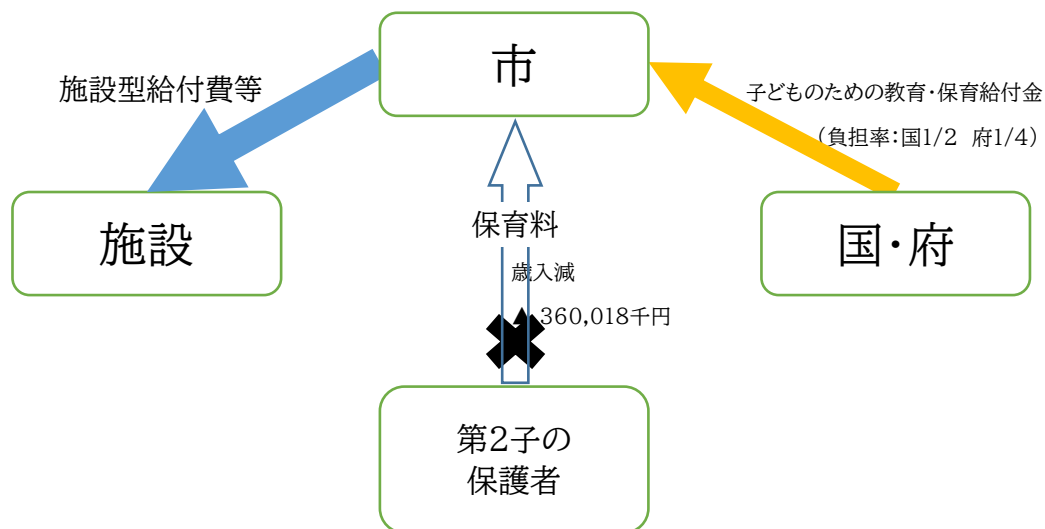 市
施設型給付費等
子どものための教育・保育給付金
（負担率：国1/2 府1/4）
施設
保育料
国・府
歳入減
▲ 360,018千円
第2子の
保護者